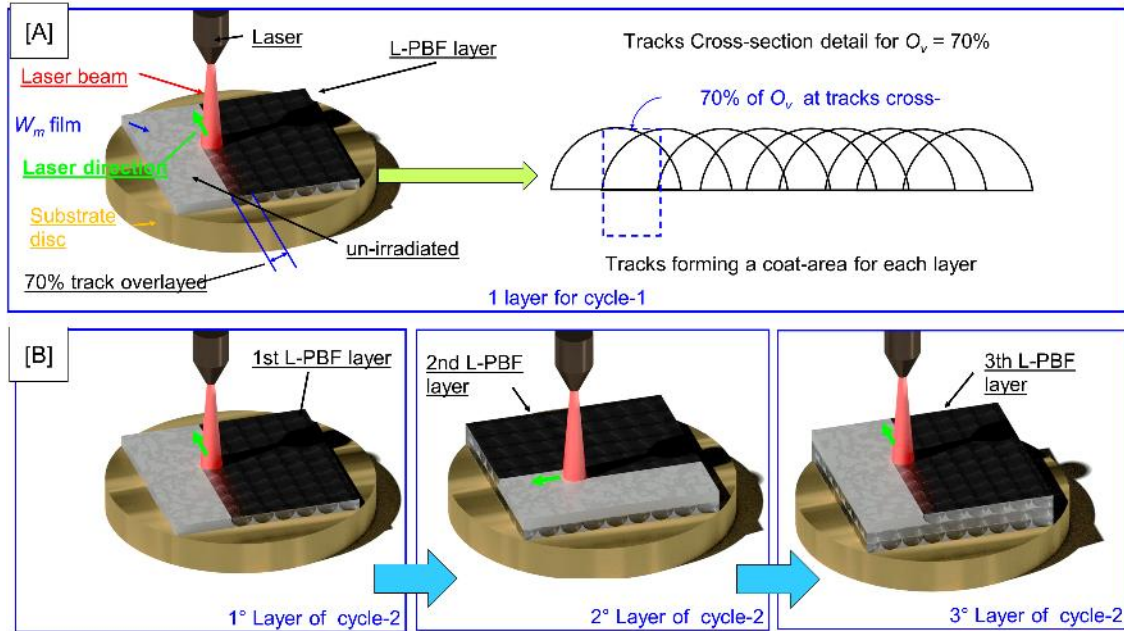 [A]
Laser
L-PBF layer
Laser beam
Wm film
Laser direction
Substrate
disc
un-irradiated
70% track overlayed
Tracks Cross-section detail for Ov = 70%
70% of Ov at tracks cross-
Tracks forming a coat-area for each layer
1 layer for cycle-1
[B]
1st L-PBF layer
1° Layer of cycle-2
2nd L-PBF
layer
2° Layer of cycle-2
3th L-PBF
layer
3° Layer of cycle-2